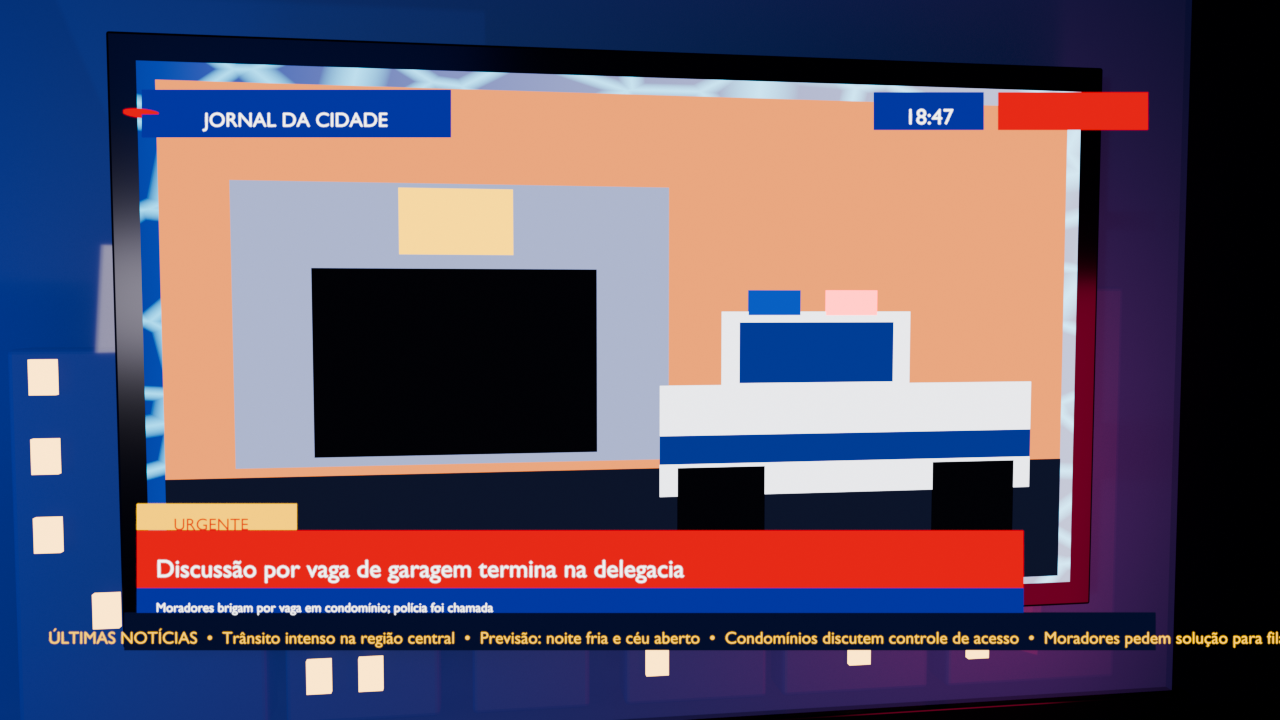 JORNAL DA CIDADE
18:47
URGENTE
Discussão por vaga de garagem termina na delegacia
Moradores brigam por vaga em condomínio; polícia foi chamada
ÚLTIMAS NOTÍCIAS • Trânsito intenso na região central • Previsão: noite fria e céu aberto • Condomínios discutem controle de acesso • Moradores pedem solução para